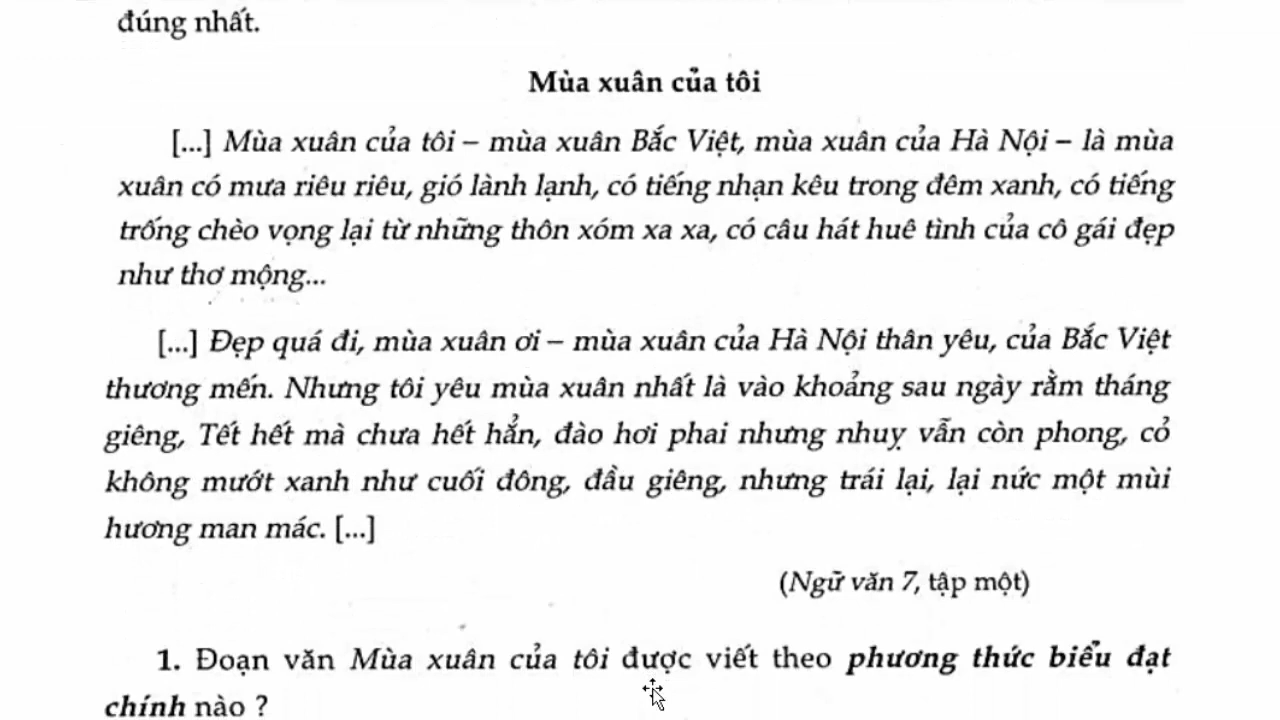 đúng nhất.
Mùa xuân của tôi
[...] Mùa xuân của tôi – mùa xuân Bắc Việt, mùa xuân của Hà Nội – là mùa
xuân có mưa riêu riêu, gió lành lạnh, có tiếng nhạn kêu trong đêm xanh, có tiếng
trống chèo vọng lại từ những thôn xóm xa xa, có câu hát huê tình của cô gái đẹp
như thơ mộng...
[...] Đẹp quá đi, mùa xuân ơi – mùa xuân của Hà Nội thân yêu, của Bắc Việt
thương mến. Nhưng tôi yêu mùa xuân nhất là vào khoảng sau ngày rằm tháng
giêng, Tết hết mà chưa hết hẳn, đào hơi phai nhưng nhuỵ vẫn còn phong, cỏ
không mướt xanh như cuối đông, đầu giêng, nhưng trái lại, lại nức một mùi
hương man mác. [...]
(Ngữ văn 7, tập một)
1. Đoạn văn Mùa xuân của tôi được viết theo phương thức biểu đạt
chính nào ?